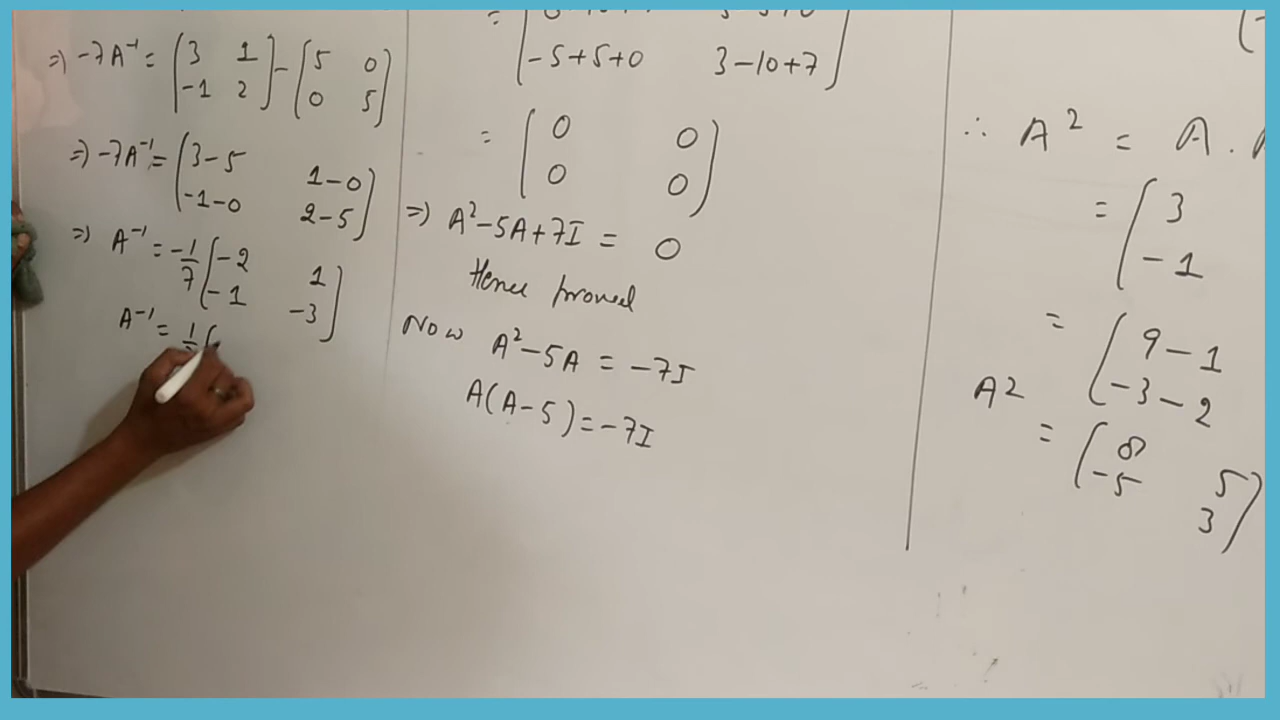 =) -7A⁻¹ = [3 1
-1 2] - [5 0
0 5]
=) -7A⁻¹ = [3-5 1-0
-1-0 2-5]
=) A⁻¹ = -1/7 [-2 1
-1 -3]
A⁻¹ =
=
-5+5+0 3-10+7]
= [0 0
0 0]
=) A²-5A+7I = 0
Hence proved
Now A²-5A = -7I
A(A-5)=-7I
∴ A² = A.
= [3
-1
= [9-1
-3-2
A²
= [8 5
-5 3]